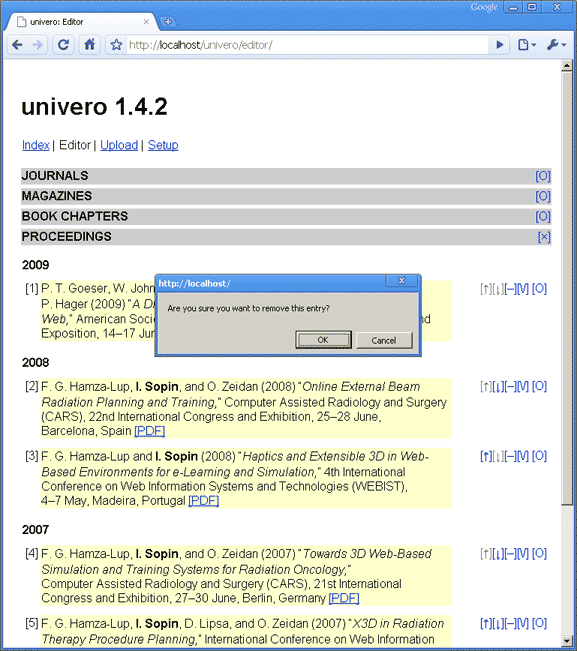 Google
univero: Editor
http://localhost/univero/editor/
univero 1.4.2
Index | Editor | Upload | Setup
JOURNALS [O]
MAGAZINES [O]
BOOK CHAPTERS [O]
PROCEEDINGS [×]
2009
[1] P. T. Goeser, W. John [↑][↓][–][V] [O]
P. Hager (2009) "A D
Web," American Soci nd
Exposition, 14–17 Jun
http://localhost/
Are you sure you want to remove this entry?
OK Cancel
2008
[2] F. G. Hamza-Lup, I. Sopin, and O. Zeidan (2008) "Online External Beam [↑][↓][–][V] [O]
Radiation Planning and Training," Computer Assisted Radiology and Surgery
(CARS), 22nd International Congress and Exhibition, 25–28 June,
Barcelona, Spain [PDF]
[3] F. G. Hamza-Lup and I. Sopin (2008) "Haptics and Extensible 3D in Web- [↑][↓][–][V] [O]
Based Environments for e-Learning and Simulation," 4th International
Conference on Web Information Systems and Technologies (WEBIST),
4–7 May, Madeira, Portugal [PDF]
2007
[4] F. G. Hamza-Lup, I. Sopin, and O. Zeidan (2007) "Towards 3D Web-Based [↑][↓][–][V] [O]
Simulation and Training Systems for Radiation Oncology,"
Computer Assisted Radiology and Surgery (CARS), 21st International
Congress and Exhibition, 27–30 June, Berlin, Germany [PDF]
[5] F. G. Hamza-Lup, I. Sopin, D. Lipsa, and O. Zeidan (2007) "X3D in Radiation [↑][↓][–][V] [O]
Therapy Procedure Planning," International Conference on Web Information